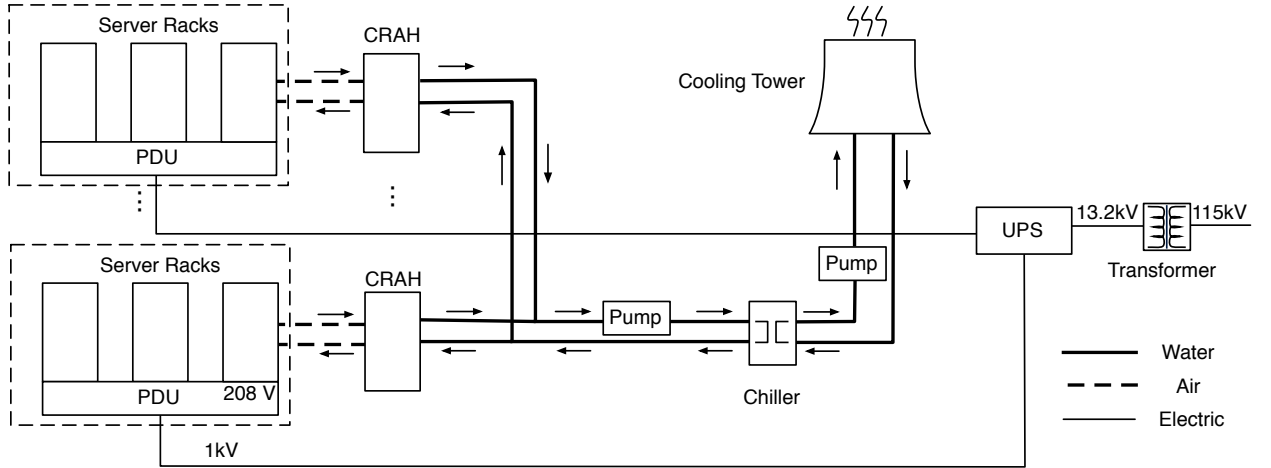 Server Racks
CRAH
Cooling Tower
PDU
⋮
⋮
UPS
13.2kV
115kV
Transformer
Server Racks
CRAH
Pump
Pump
Chiller
PDU
208 V
1kV
Water
Air
Electric